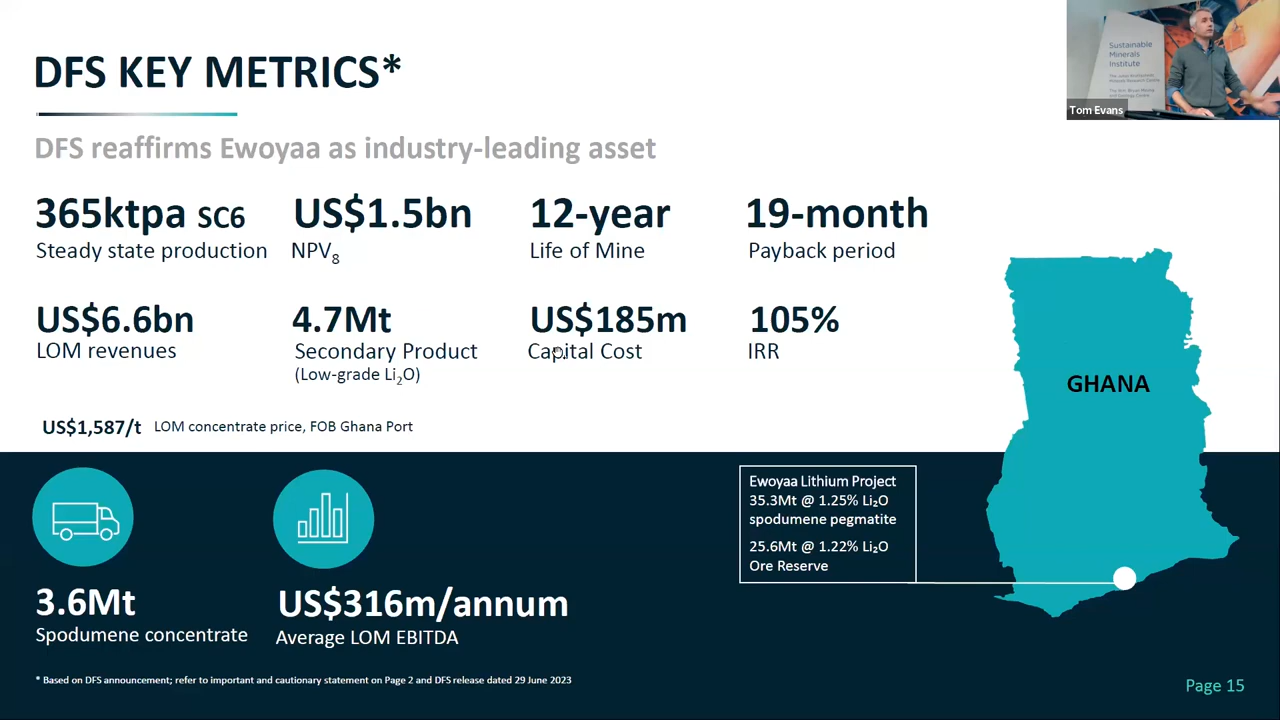 DFS KEY METRICS*
DFS reaffirms Ewoyaa as industry-leading asset
365ktpa SC6
Steady state production
US$1.5bn
NPV8
12-year
Life of Mine
19-month
Payback period
US$6.6bn
LOM revenues
4.7Mt
Secondary Product
(Low-grade Li2O)
US$185m
Capital Cost
105%
IRR
US$1,587/t LOM concentrate price, FOB Ghana Port
3.6Mt
Spodumene concentrate
US$316m/annum
Average LOM EBITDA
Ewoyaa Lithium Project
35.3Mt @ 1.25% Li₂O
spodumene pegmatite
25.6Mt @ 1.22% Li₂O
Ore Reserve
GHANA
* Based on DFS announcement; refer to important and cautionary statement on Page 2 and DFS release dated 29 June 2023
Page 15
Sustainable
Minerals
Institute
Tom Evans